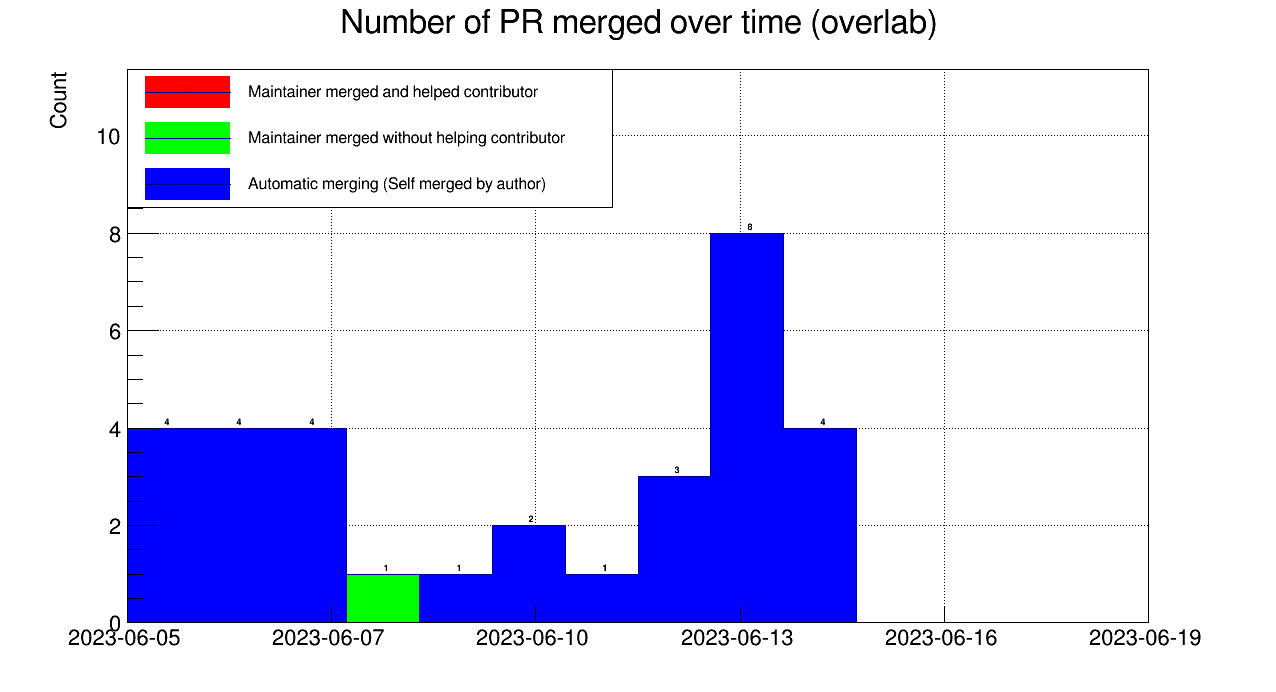 Number of PR merged over time (overlab)
Count
Maintainer merged and helped contributor
Maintainer merged without helping contributor
Automatic merging (Self merged by author)
10
8
6
4
2
0
4 4 4 1 1 2 1 3 8 4
2023-06-05 2023-06-07 2023-06-10 2023-06-13 2023-06-16 2023-06-19